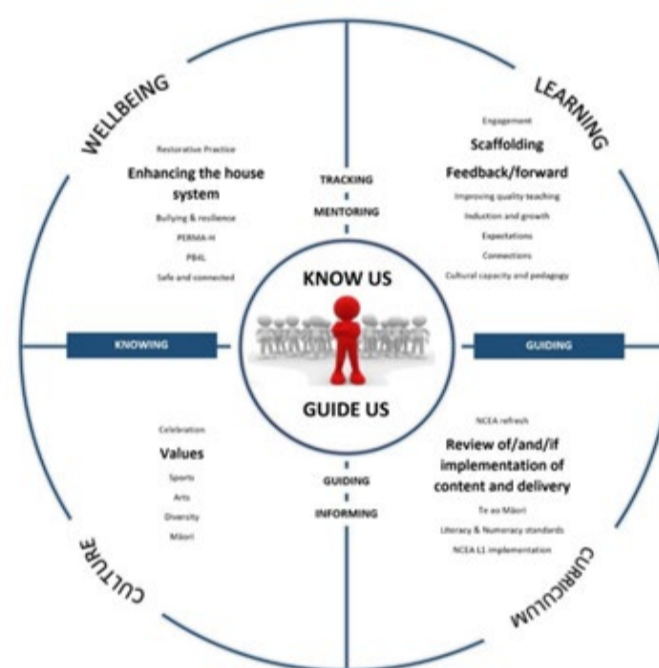 WELLBEING
Restorative Practice
Enhancing the house
system
Bullying & resilience
PERMA-H
PB4L
Safe and connected
TRACKING
MENTORING
LEARNING
Engagement
Scaffolding
Feedback/forward
Improving quality teaching
Induction and growth
Expectations
Connections
Cultural capacity and pedagogy
KNOWING
KNOW US
GUIDE US
GUIDING
CULTURE
Celebration
Values
Sports
Arts
Diversity
Māori
GUIDING
INFORMING
CURRICULUM
NCEA refresh
Review of/and/if
implementation of
content and delivery
Te ao Māori
Literacy & Numeracy standards
NCEA L1 implementation